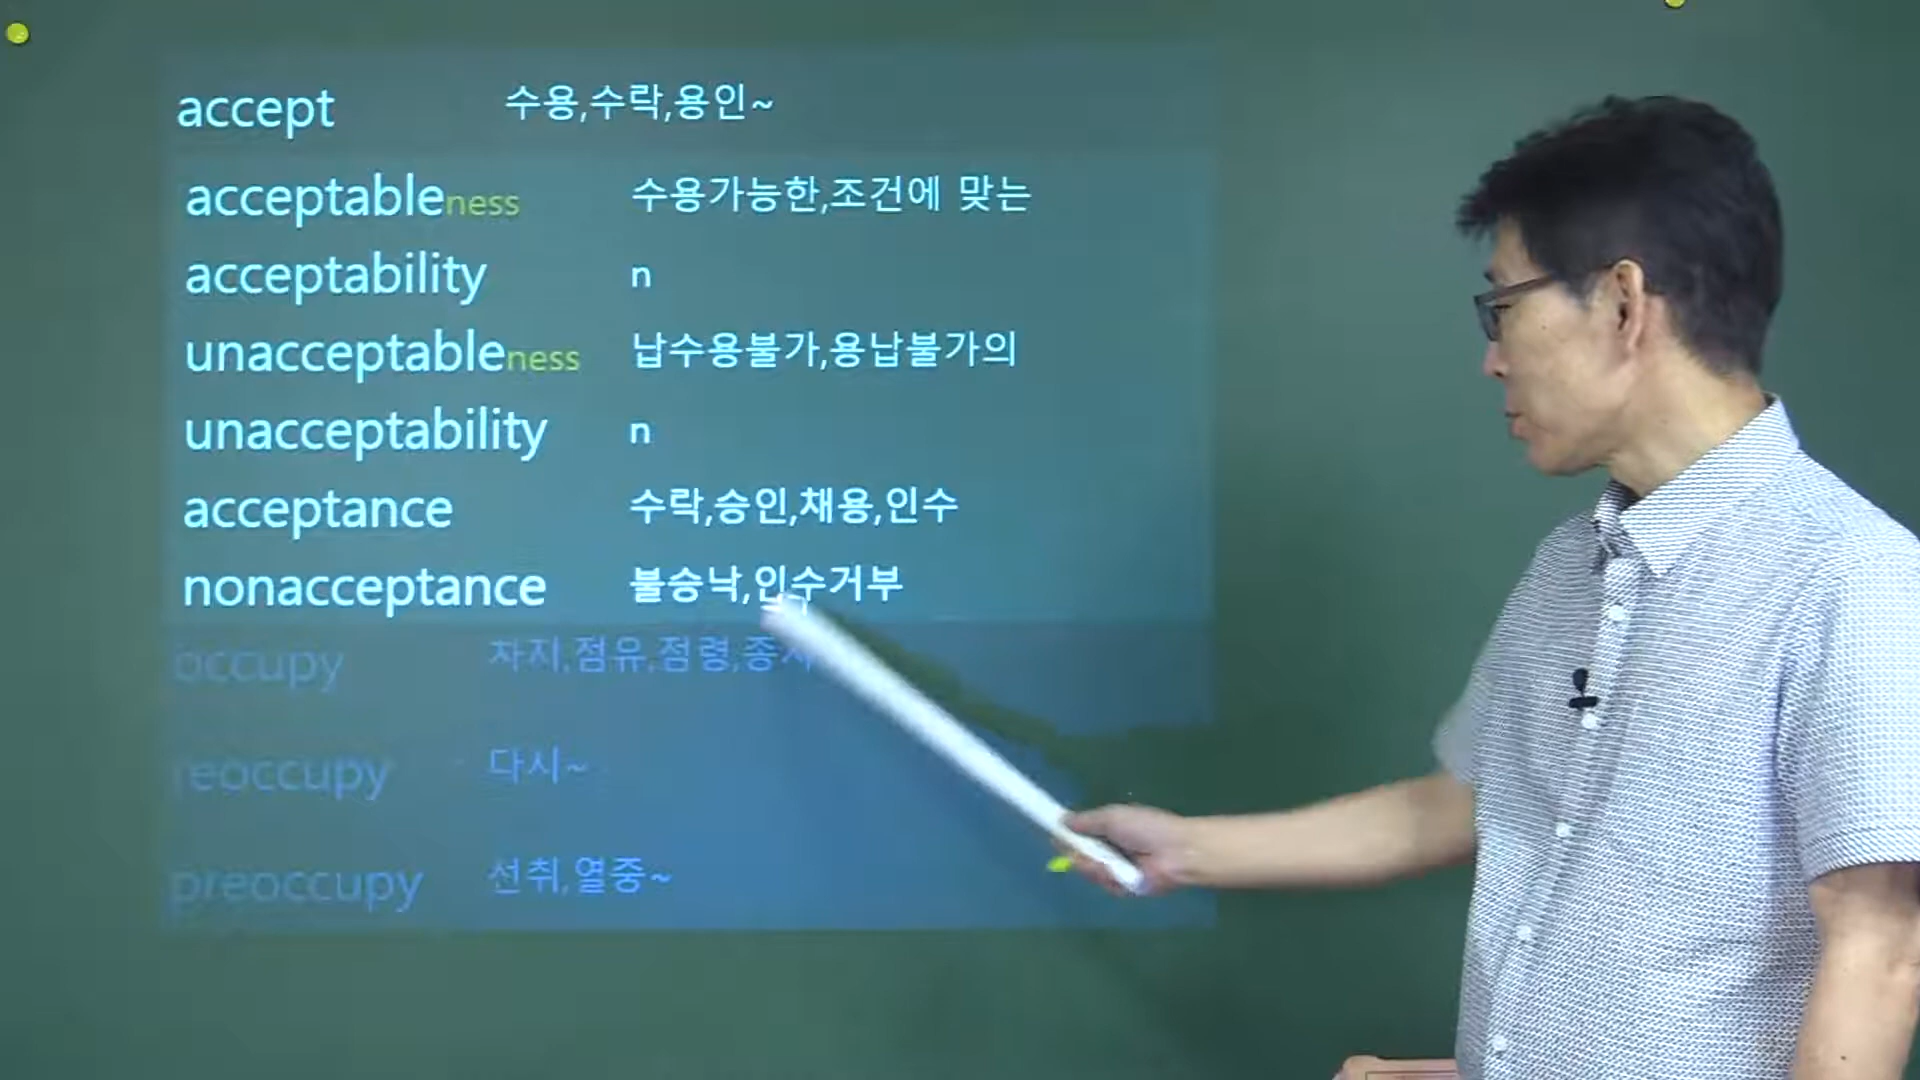 accept 수용,수락,용인~
acceptableness 수용가능한,조건에 맞는
acceptability n
unacceptableness 납수용불가,용납불가의
unacceptability n
acceptance 수락,승인,채용,인수
nonacceptance 불승낙,인수거부
occupy 차지,점유,점령,종사
reoccupy 다시~
preoccupy 선취,열중~